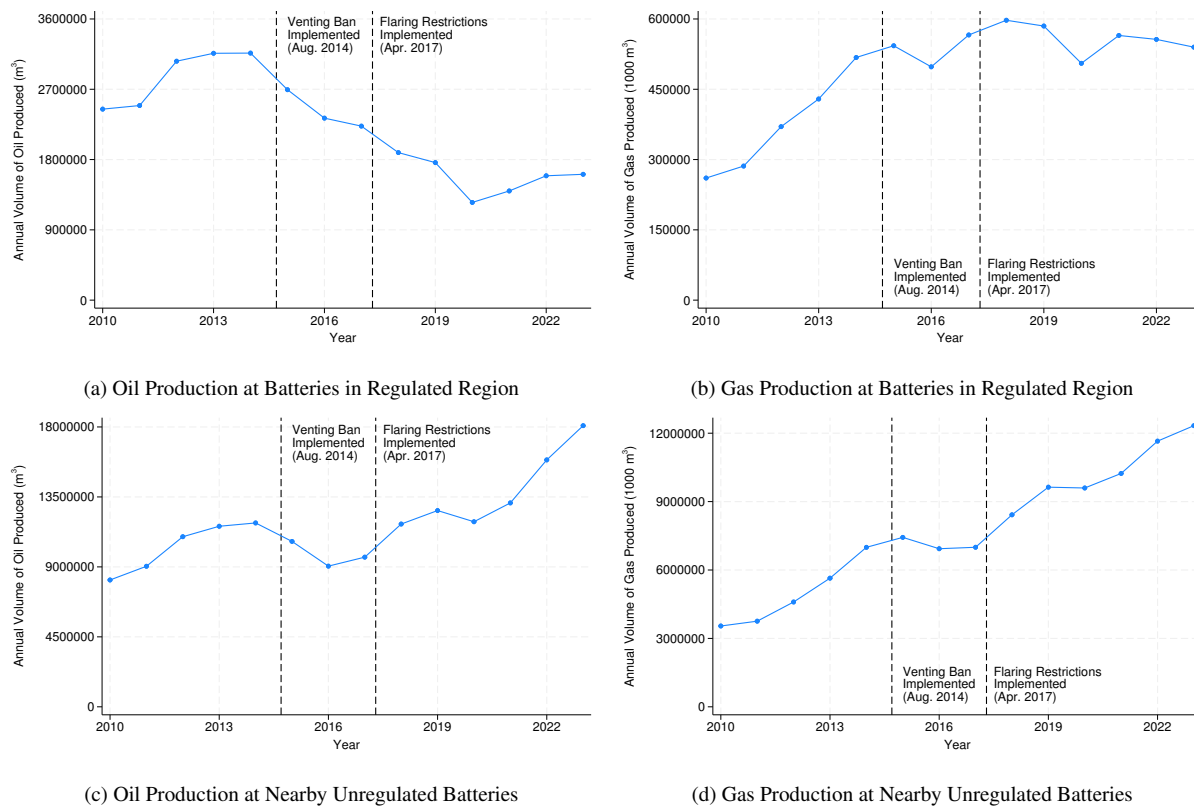 Annual Volume of Oil Produced (m³)
3600000
2700000
1800000
900000
0
Venting Ban
Implemented
(Aug. 2014)
Flaring Restrictions
Implemented
(Apr. 2017)
2010 2013 2016 2019 2022
Year
(a) Oil Production at Batteries in Regulated Region
Annual Volume of Gas Produced (1000 m³)
600000
450000
300000
150000
0
Venting Ban
Implemented
(Aug. 2014)
Flaring Restrictions
Implemented
(Apr. 2017)
2010 2013 2016 2019 2022
Year
(b) Gas Production at Batteries in Regulated Region
Annual Volume of Oil Produced (m³)
18000000
13500000
9000000
4500000
0
Venting Ban
Implemented
(Aug. 2014)
Flaring Restrictions
Implemented
(Apr. 2017)
2010 2013 2016 2019 2022
Year
(c) Oil Production at Nearby Unregulated Batteries
Annual Volume of Gas Produced (1000 m³)
12000000
9000000
6000000
3000000
0
Venting Ban
Implemented
(Aug. 2014)
Flaring Restrictions
Implemented
(Apr. 2017)
2010 2013 2016 2019 2022
Year
(d) Gas Production at Nearby Unregulated Batteries